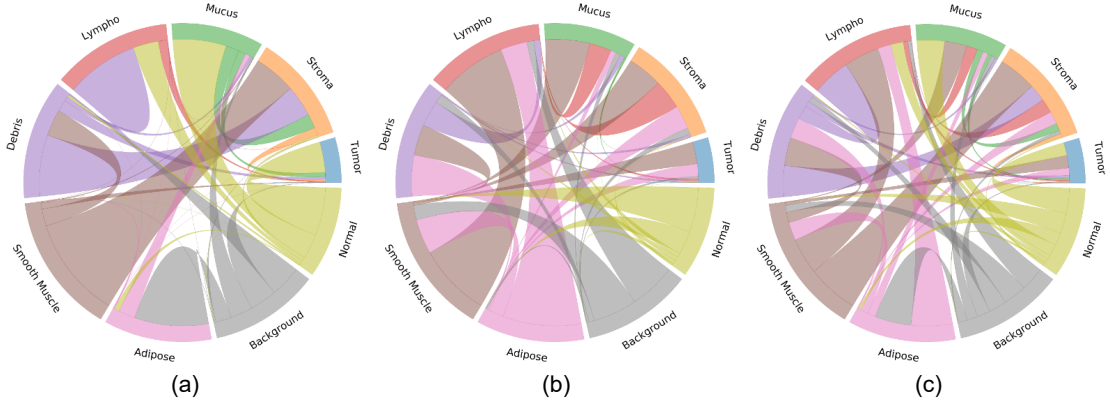 Mucus
Lympho
Stroma
Debris
Tumor
Normal
Smooth Muscle
Background
Adipose
(a)
Mucus
Lympho
Stroma
Debris
Tumor
Normal
Smooth Muscle
Background
Adipose
(b)
Mucus
Lympho
Stroma
Debris
Tumor
Normal
Smooth Muscle
Background
Adipose
(c)